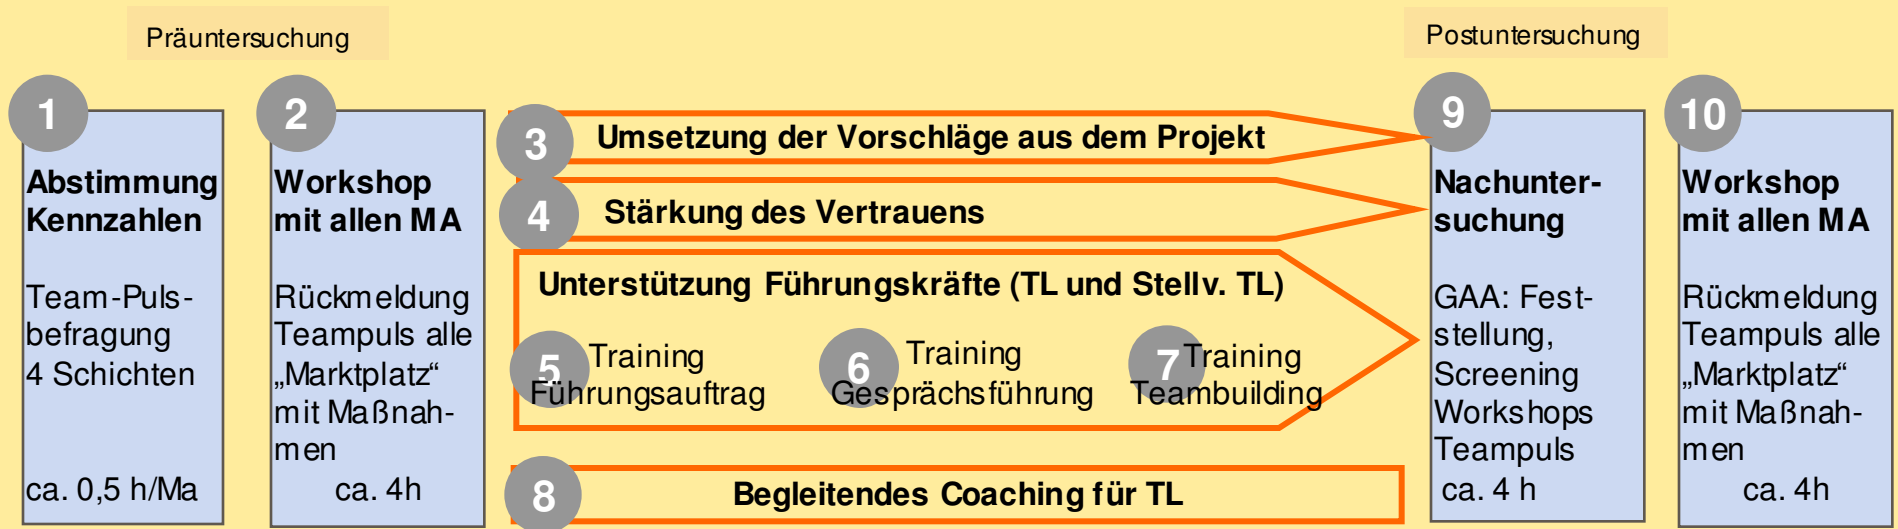 Präuntersuchung
Postuntersuchung
1
Abstimmung
Kennzahlen
Team-Puls-
befragung
4 Schichten
ca. 0,5 h/Ma
2
Workshop
mit allen MA
Rückmeldung
Teampuls alle
„Marktplatz“
mit Maßnah-
men
ca. 4h
3 Umsetzung der Vorschläge aus dem Projekt
4 Stärkung des Vertrauens
Unterstützung Führungskräfte (TL und Stellv. TL)
5 Training
Führungsauftrag
6 Training
Gesprächsführung
7 Training
Teambuilding
8 Begleitendes Coaching für TL
9
Nachunter-
suchung
GAA: Fest-
stellung,
Screening
Workshops
Teampuls
ca. 4 h
10
Workshop
mit allen MA
Rückmeldung
Teampuls alle
„Marktplatz“
mit Maßnah-
men
ca. 4h